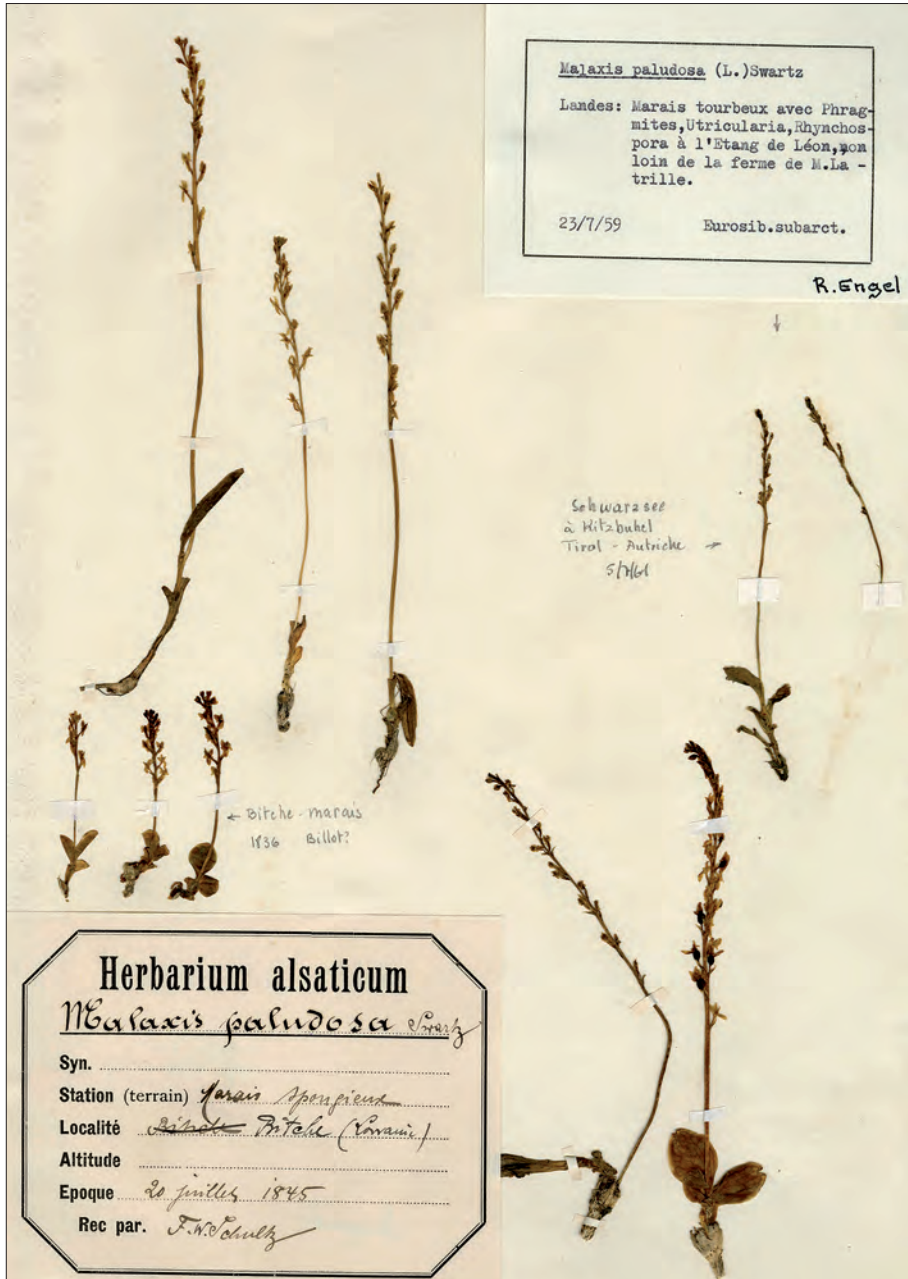 Malaxis paludosa (L.)Swartz
Landes: Marais tourbeux avec Phrag-
mites,Utricularia,Rhynchos-
pora à l'Etang de Léon,non
loin de la ferme de M.La -
trille.
23/7/59 Eurosib.subarct.
R.Engel
Schwarzsee
à Kitzbuhel
Tirol - Autriche →
5/7/61
← Bitche - marais
1836 Billot?
Herbarium alsaticum
Malaxis paludosa Swartz
Syn.
Station (terrain) Marais spongieux
Localité Bitche (Lorraine)
Altitude
Epoque 20 juillet 1845
Rec par. F.W.Schultz